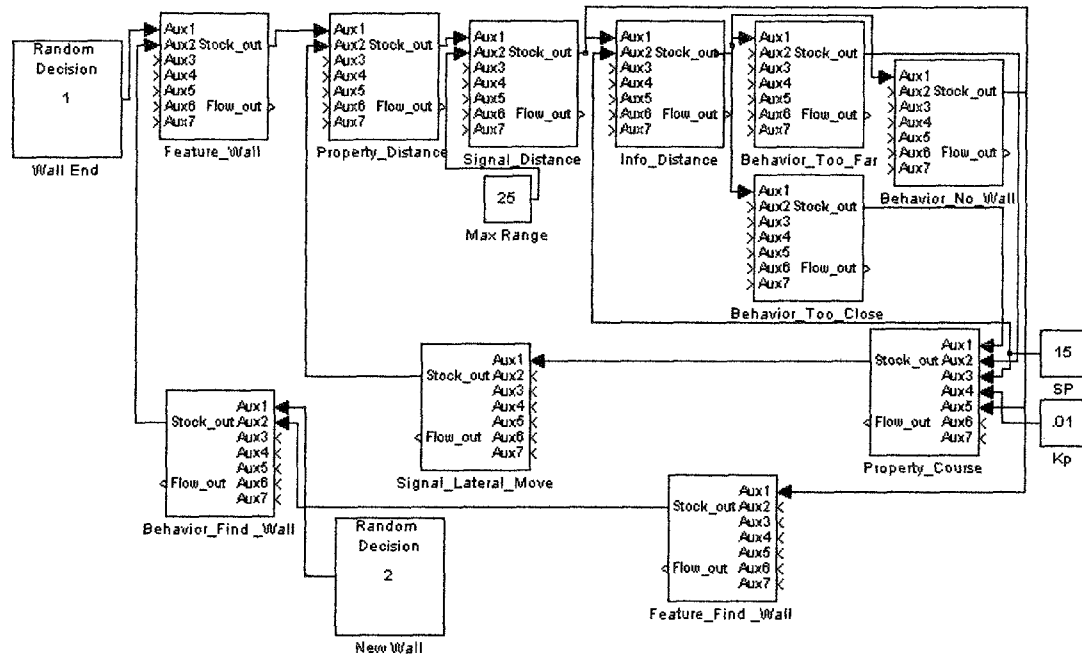 Random
Decision
1
Wall End
Aux1
Aux2 Stock_out
Aux3
Aux4
Aux5
Aux6 Flow_out
Aux7
Feature_Wall
Aux1
Aux2 Stock_out
Aux3
Aux4
Aux5
Aux6 Flow_out
Aux7
Property_Distance
Aux1
Aux2 Stock_out
Aux3
Aux4
Aux5
Aux6 Flow_out
Aux7
Signal_Distance
25
Max Range
Aux1
Aux2 Stock_out
Aux3
Aux4
Aux5
Aux6 Flow_out
Aux7
Info_Distance
Aux1
Aux2 Stock_out
Aux3
Aux4
Aux5
Aux6 Flow_out
Aux7
Behavior_Too_Far
Aux1
Aux2 Stock_out
Aux3
Aux4
Aux5
Aux6 Flow_out
Aux7
Behavior_No_Wall
Aux1
Aux2 Stock_out
Aux3
Aux4
Aux5
Aux6 Flow_out
Aux7
Behavior_Too_Close
15
SP
.01
Kp
Aux1
Stock_out Aux2
Aux3
Aux4
Aux5
Flow_out Aux6
Aux7
Property_Course
Aux1
Stock_out Aux2
Aux3
Aux4
Aux5
Flow_out Aux6
Aux7
Signal_Lateral_Move
Aux1
Stock_out Aux2
Aux3
Aux4
Aux5
Flow_out Aux6
Aux7
Behavior_Find _Wall
Random
Decision
2
New Wall
Aux1
Stock_out Aux2
Aux3
Aux4
Aux5
Flow_out Aux6
Aux7
Feature_Find _Wall